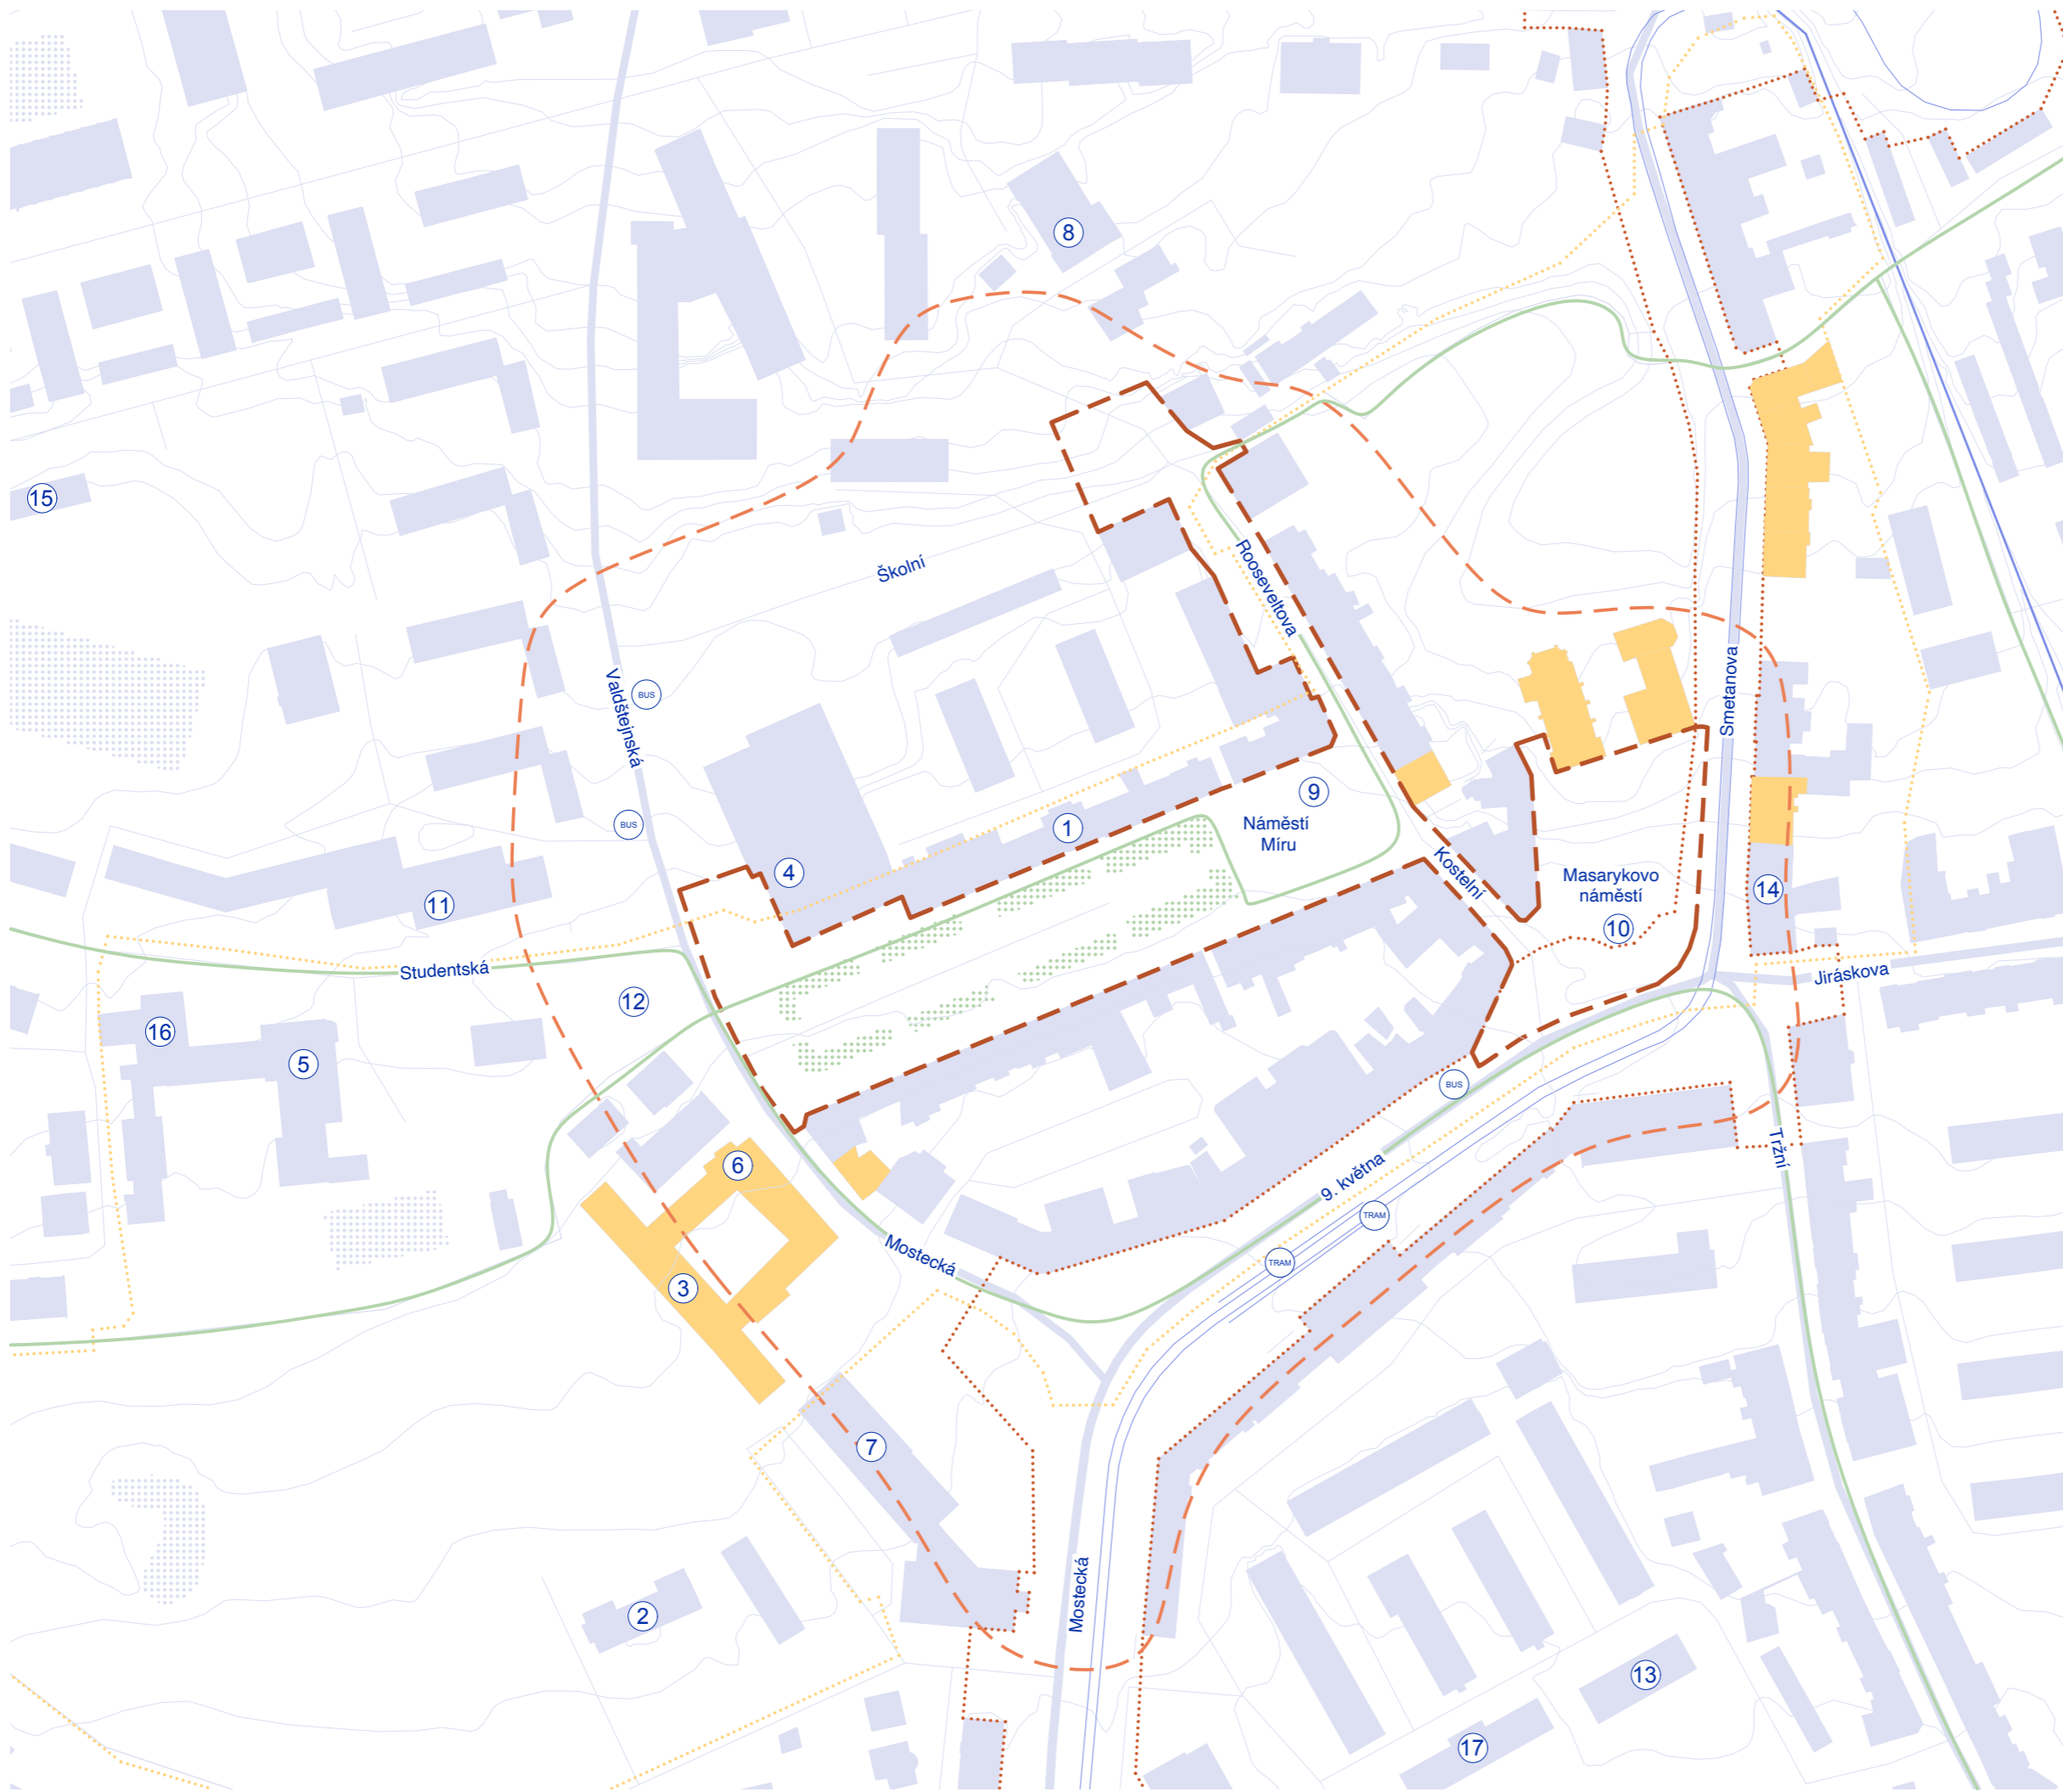 8
15
Školní
Rooseveltova
Valdštejnská
BUS
Smetanova
BUS
9
Náměstí
Míru
1
4
Kostelní
Masarykovo
náměstí
14
11
10
Studentská
Jiráskova
12
16
5
BUS
6
9. května
Tržní
TRAM
Mostecká
TRAM
3
7
Mostecká
2
13
17